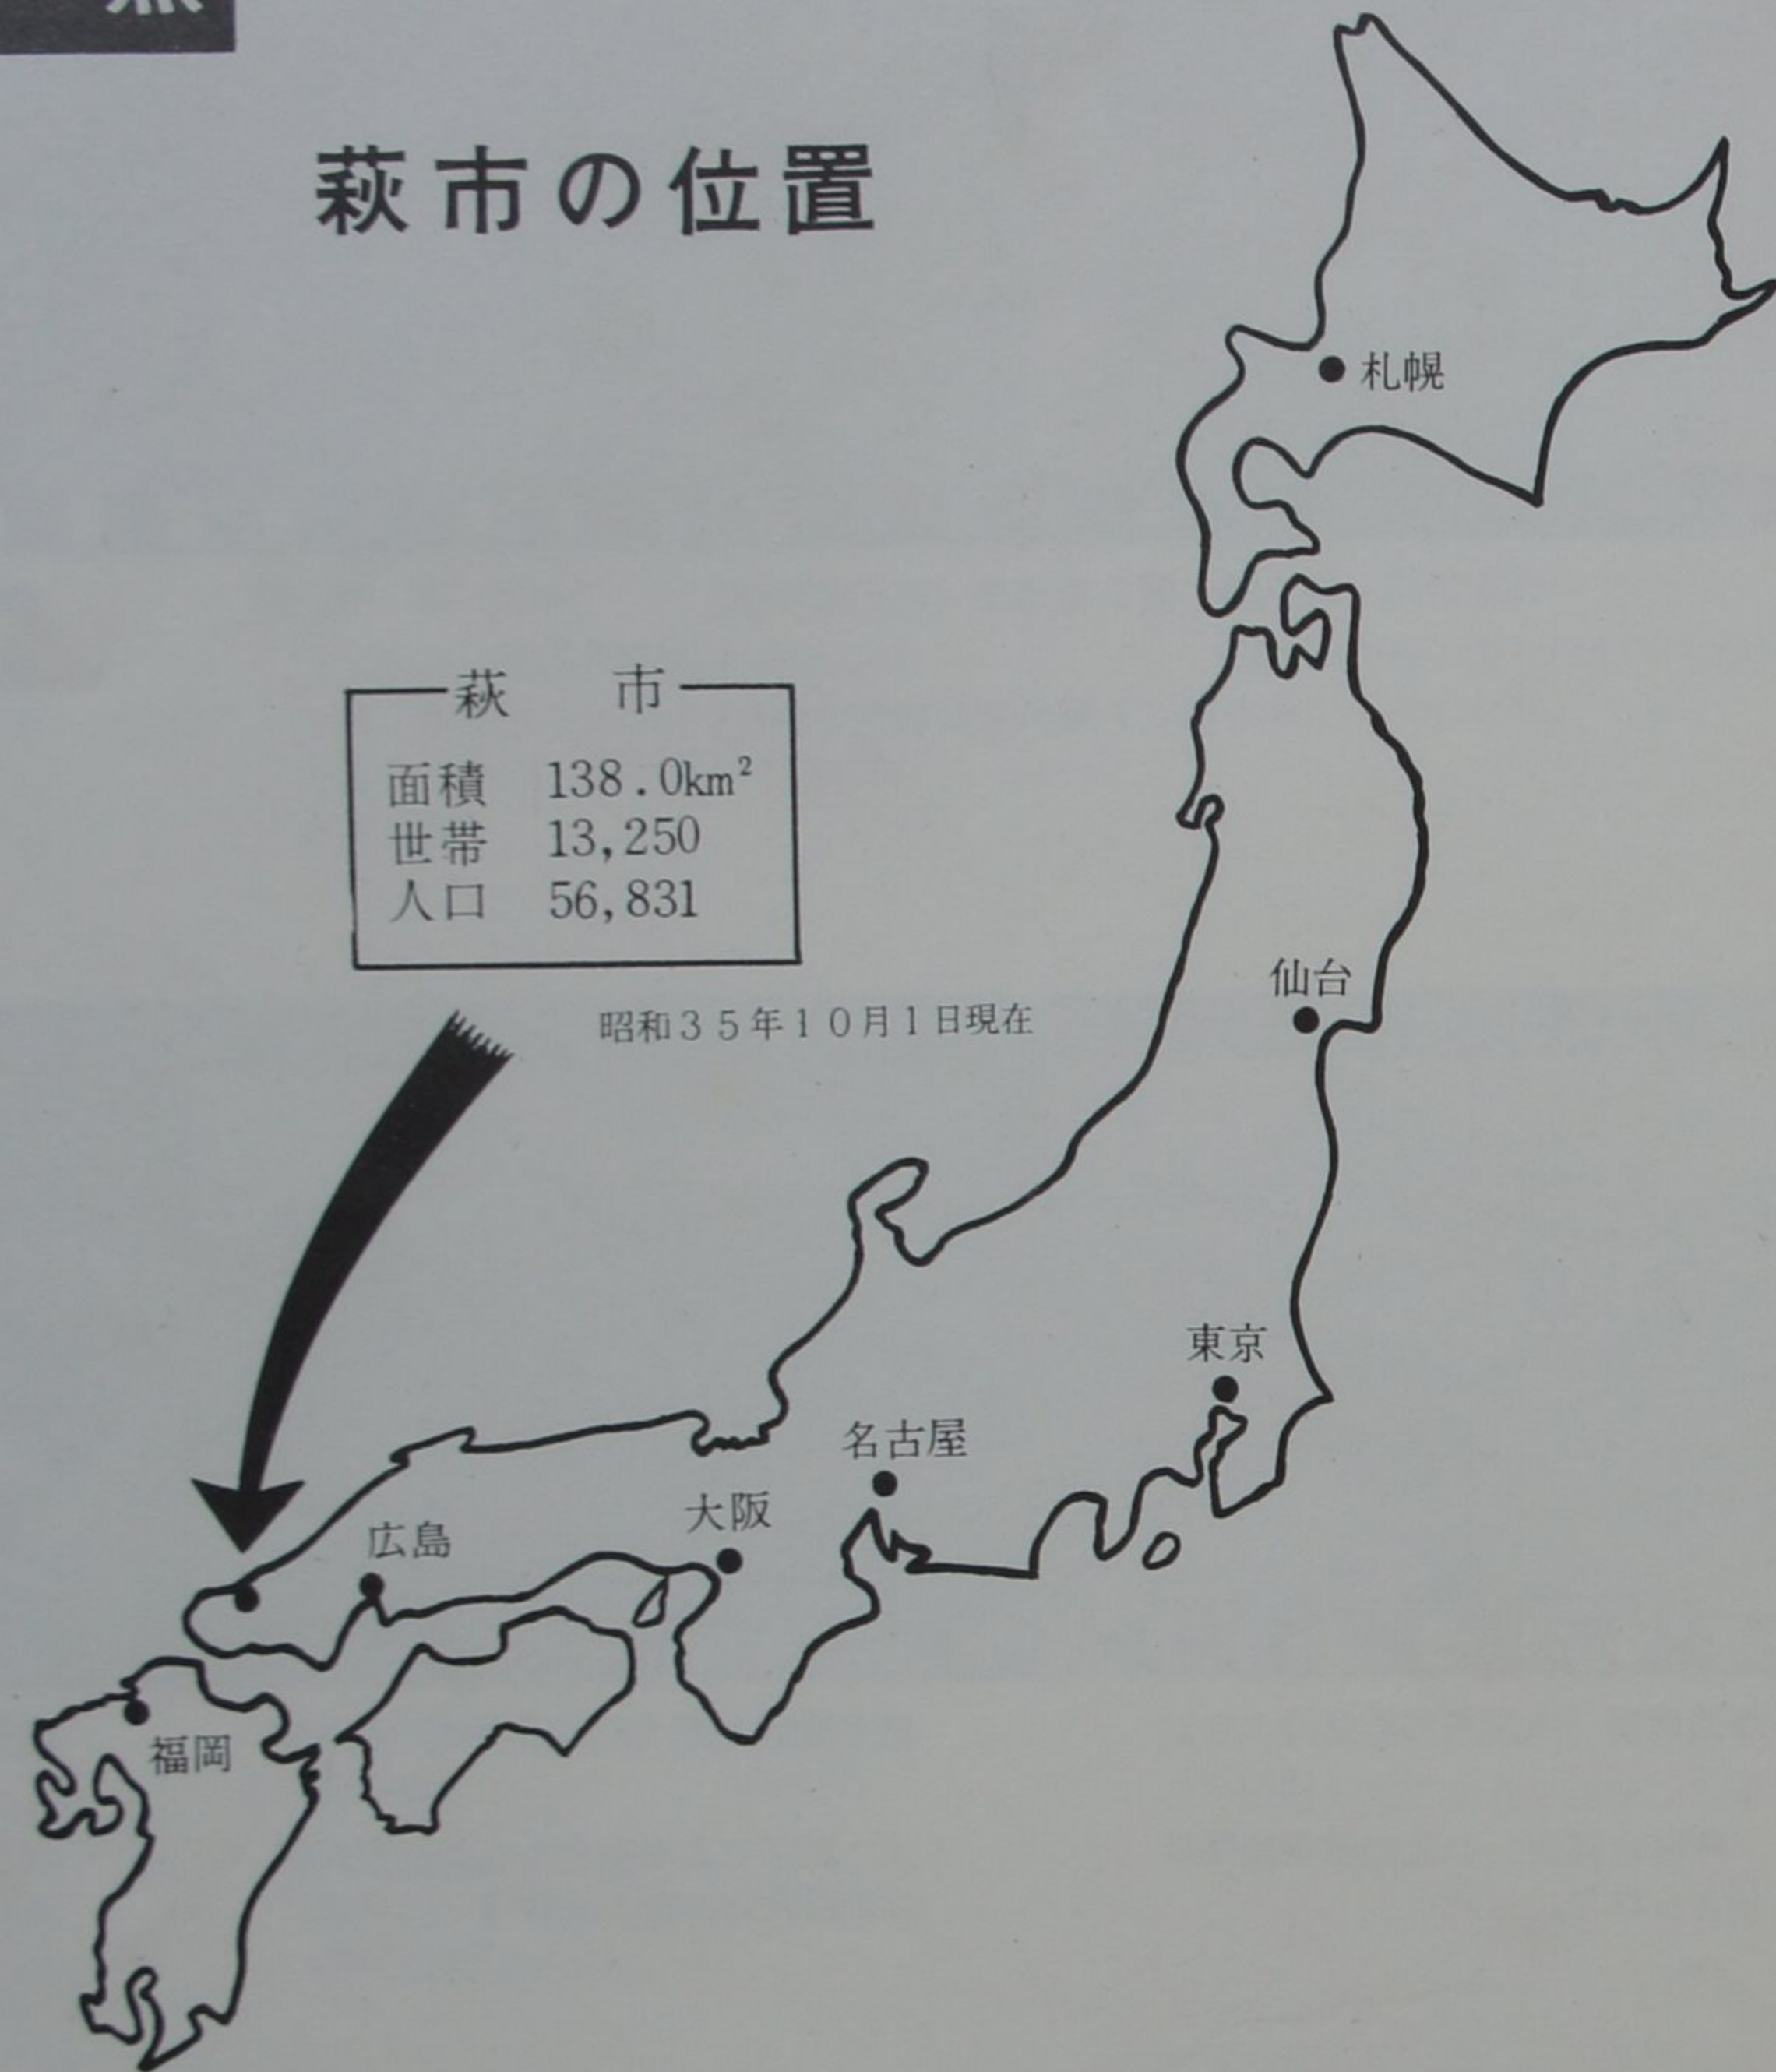 萩市の位置
札幌
萩　市
面積　138.0km²
世帯　13,250
人口　56,831
昭和35年10月1日現在
仙台
東京
名古屋
大阪
広島
福岡